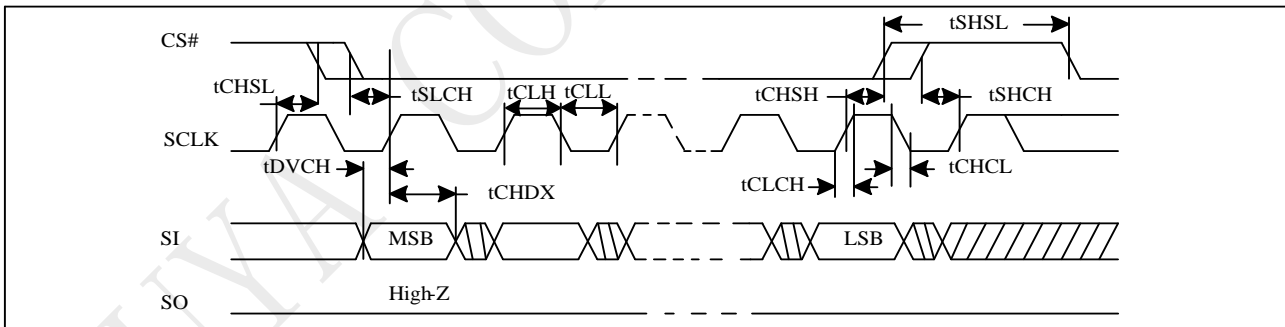 tSHSL
CS#
tCHSL
tSLCH
tCLH
tCLL
tCHSH
tSHCH
SCLK
tDVCH
tCHDX
tCLCH
tCHCL
SI
MSB
LSB
High-Z
SO